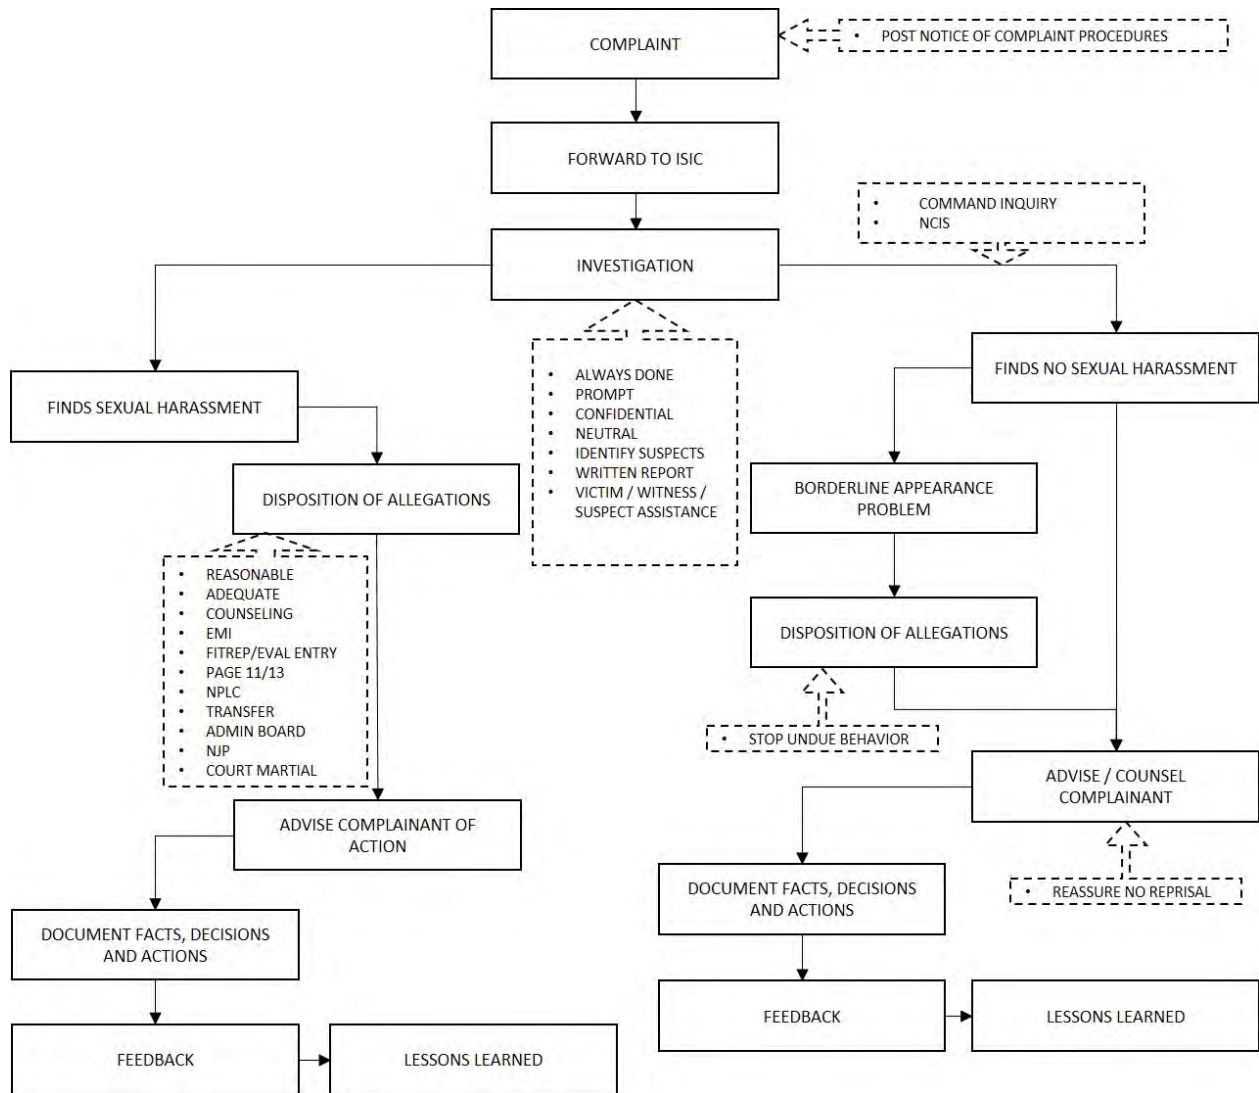 COMPLAINT
• POST NOTICE OF COMPLAINT PROCEDURES
FORWARD TO ISIC
• COMMAND INQUIRY
• NCIS
INVESTIGATION
• ALWAYS DONE
• PROMPT
• CONFIDENTIAL
• NEUTRAL
• IDENTIFY SUSPECTS
• WRITTEN REPORT
• VICTIM / WITNESS /
SUSPECT ASSISTANCE
FINDS SEXUAL HARASSMENT
DISPOSITION OF ALLEGATIONS
• REASONABLE
• ADEQUATE
• COUNSELING
• EMI
• FITREP/EVAL ENTRY
• PAGE 11/13
• NPLC
• TRANSFER
• ADMIN BOARD
• NJP
• COURT MARTIAL
ADVISE COMPLAINANT OF
ACTION
DOCUMENT FACTS, DECISIONS
AND ACTIONS
FEEDBACK
LESSONS LEARNED
FINDS NO SEXUAL HARASSMENT
BORDERLINE APPEARANCE
PROBLEM
DISPOSITION OF ALLEGATIONS
• STOP UNDUE BEHAVIOR
ADVISE / COUNSEL
COMPLAINANT
• REASSURE NO REPRISAL
DOCUMENT FACTS, DECISIONS
AND ACTIONS
FEEDBACK
LESSONS LEARNED